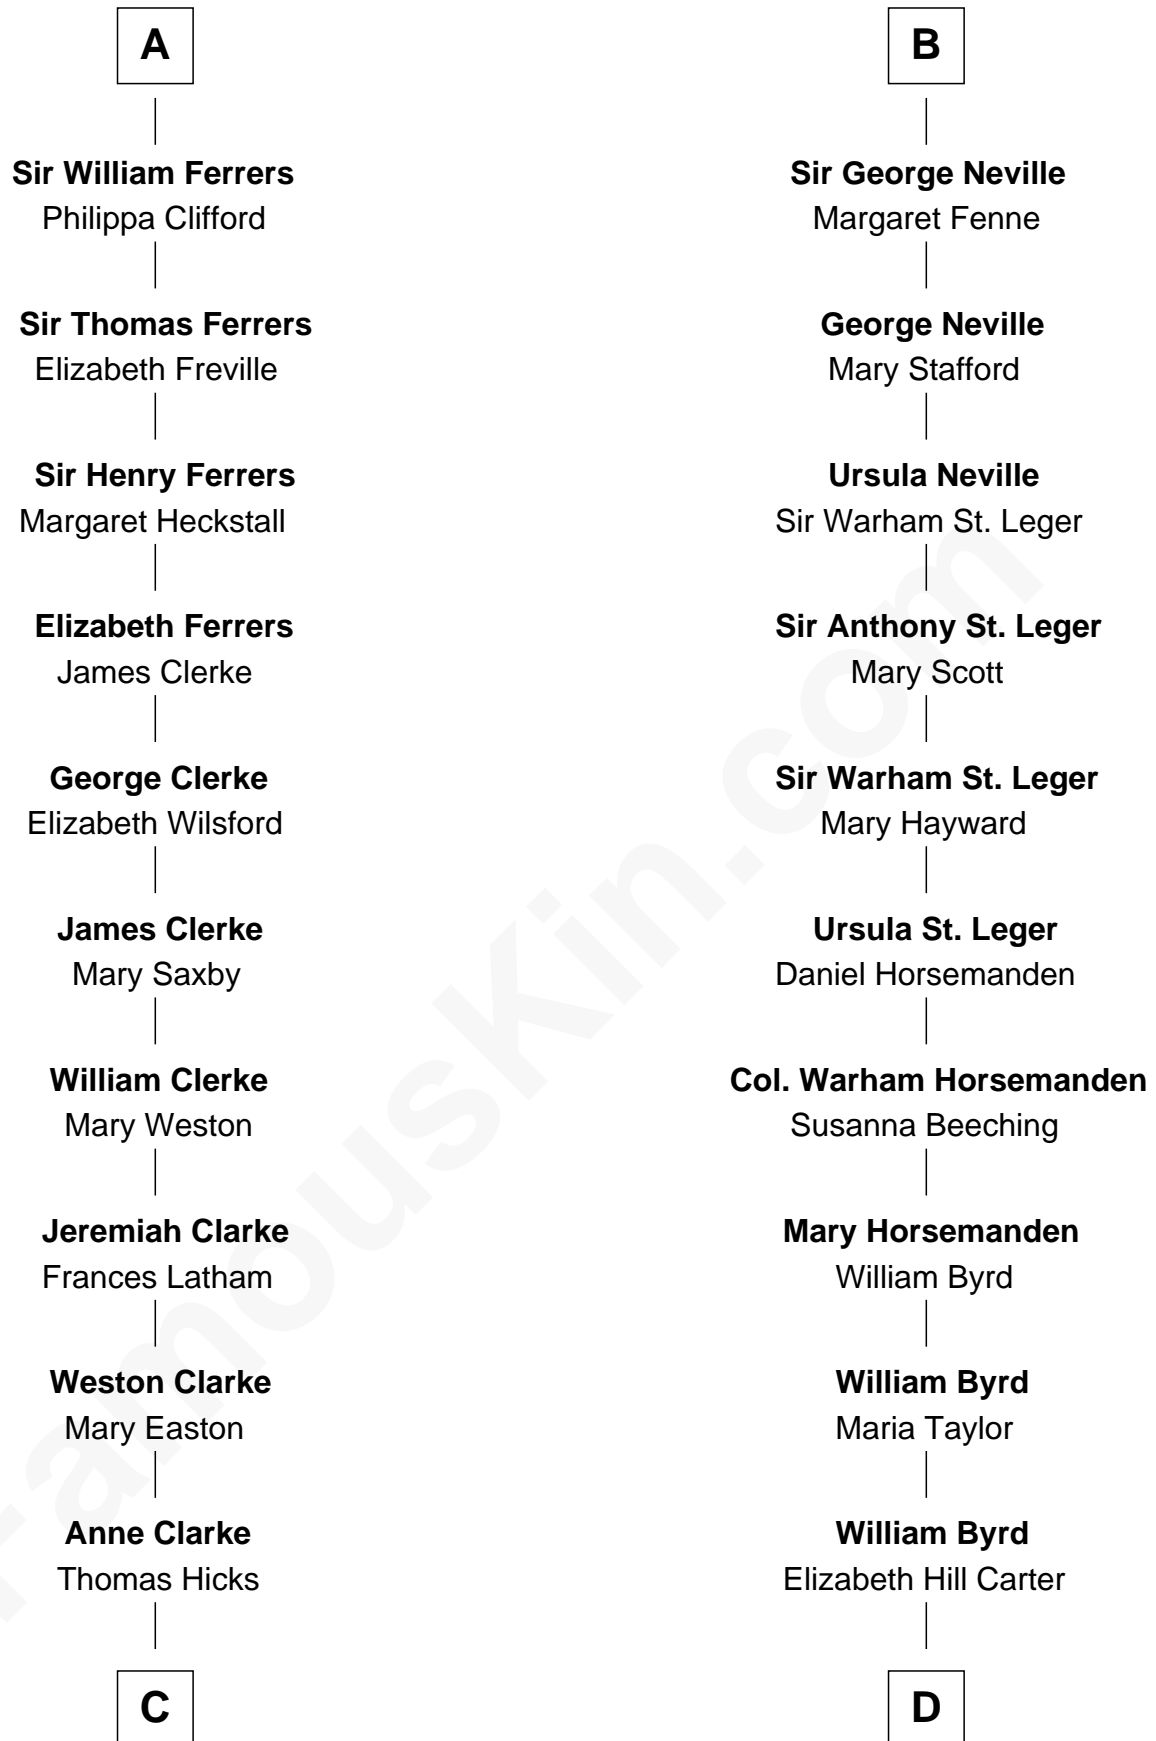 A
Sir William Ferrers
Philippa Clifford
Sir Thomas Ferrers
Elizabeth Freville
Sir Henry Ferrers
Margaret Heckstall
Elizabeth Ferrers
James Clerke
George Clerke
Elizabeth Wilsford
James Clerke
Mary Saxby
William Clerke
Mary Weston
Jeremiah Clarke
Frances Latham
Weston Clarke
Mary Easton
Anne Clarke
Thomas Hicks
C
B
Sir George Neville
Margaret Fenne
George Neville
Mary Stafford
Ursula Neville
Sir Warham St. Leger
Sir Anthony St. Leger
Mary Scott
Sir Warham St. Leger
Mary Hayward
Ursula St. Leger
Daniel Horsemanden
Col. Warham Horsemanden
Susanna Beeching
Mary Horsemanden
William Byrd
William Byrd
Maria Taylor
William Byrd
Elizabeth Hill Carter
D
FamousKin.com